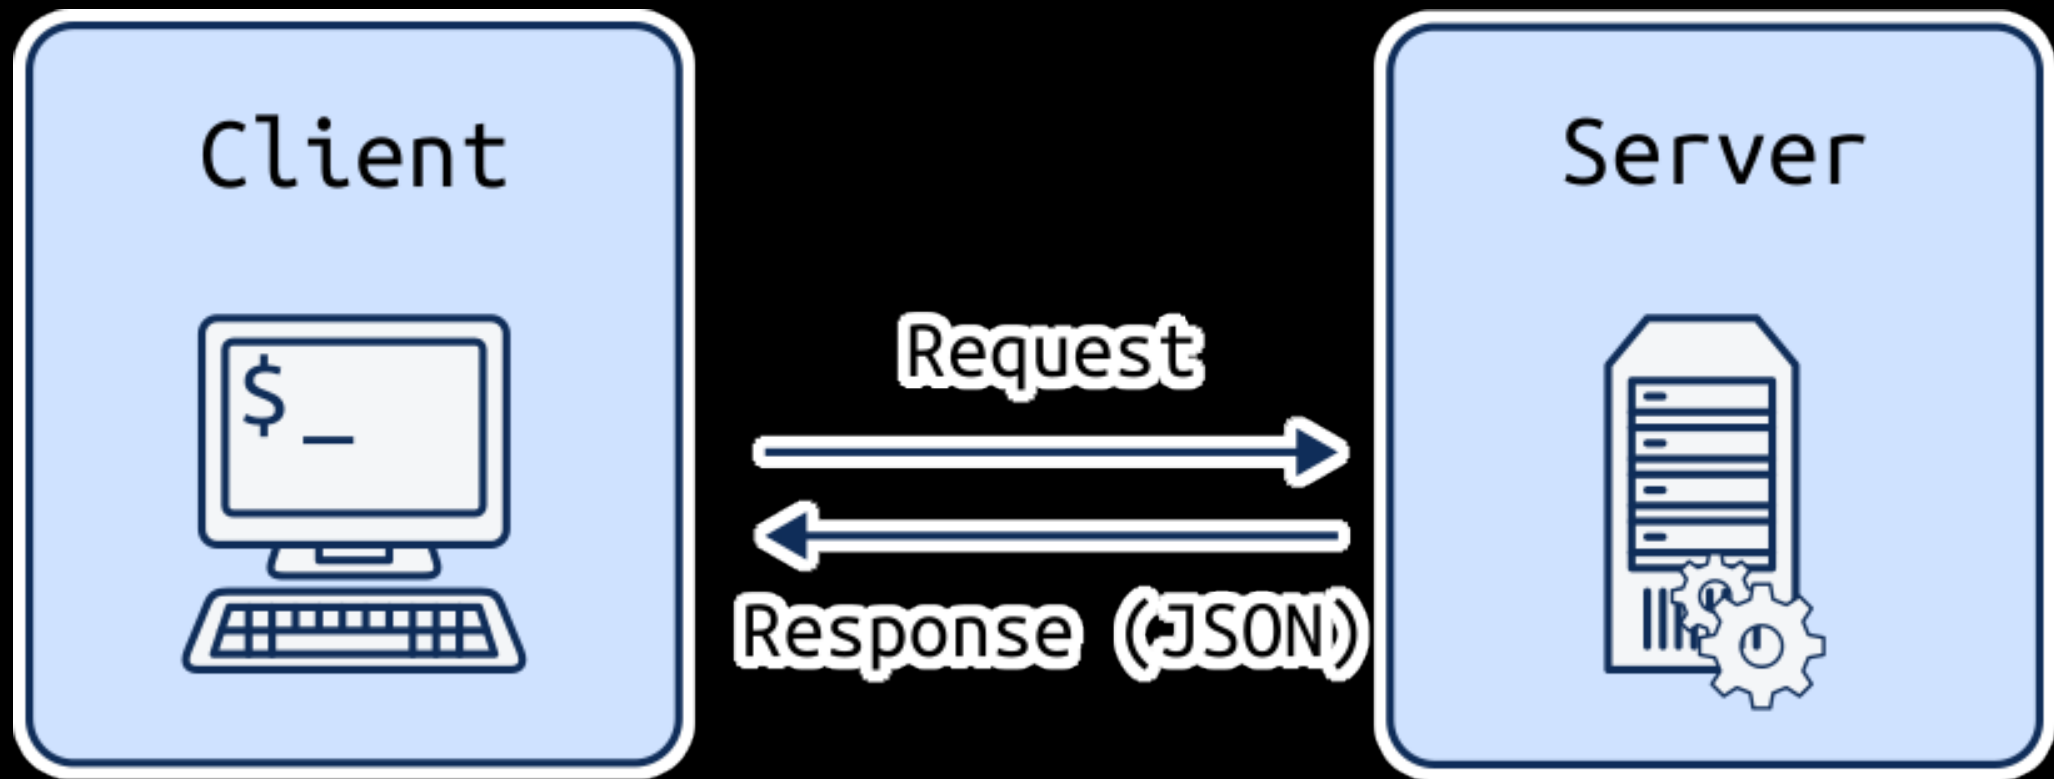 Client
Server
$_
Request
Response (JSON)